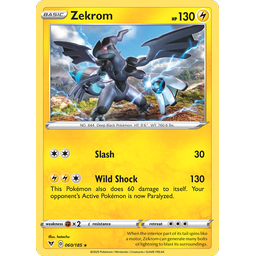 BASIC
Zekrom
HP 130
NO. 644 Deep Black Pokémon HT: 9'6" WT: 760.6 lbs.
Slash 30
Wild Shock 130
This Pokémon also does 60 damage to itself. Your
opponent's Active Pokémon is now Paralyzed.
weakness ×2 resistance retreat
When the interior part of its tail spins like
a motor, Zekrom can generate many bolts
of lightning to blast its surroundings.
060/185 ★